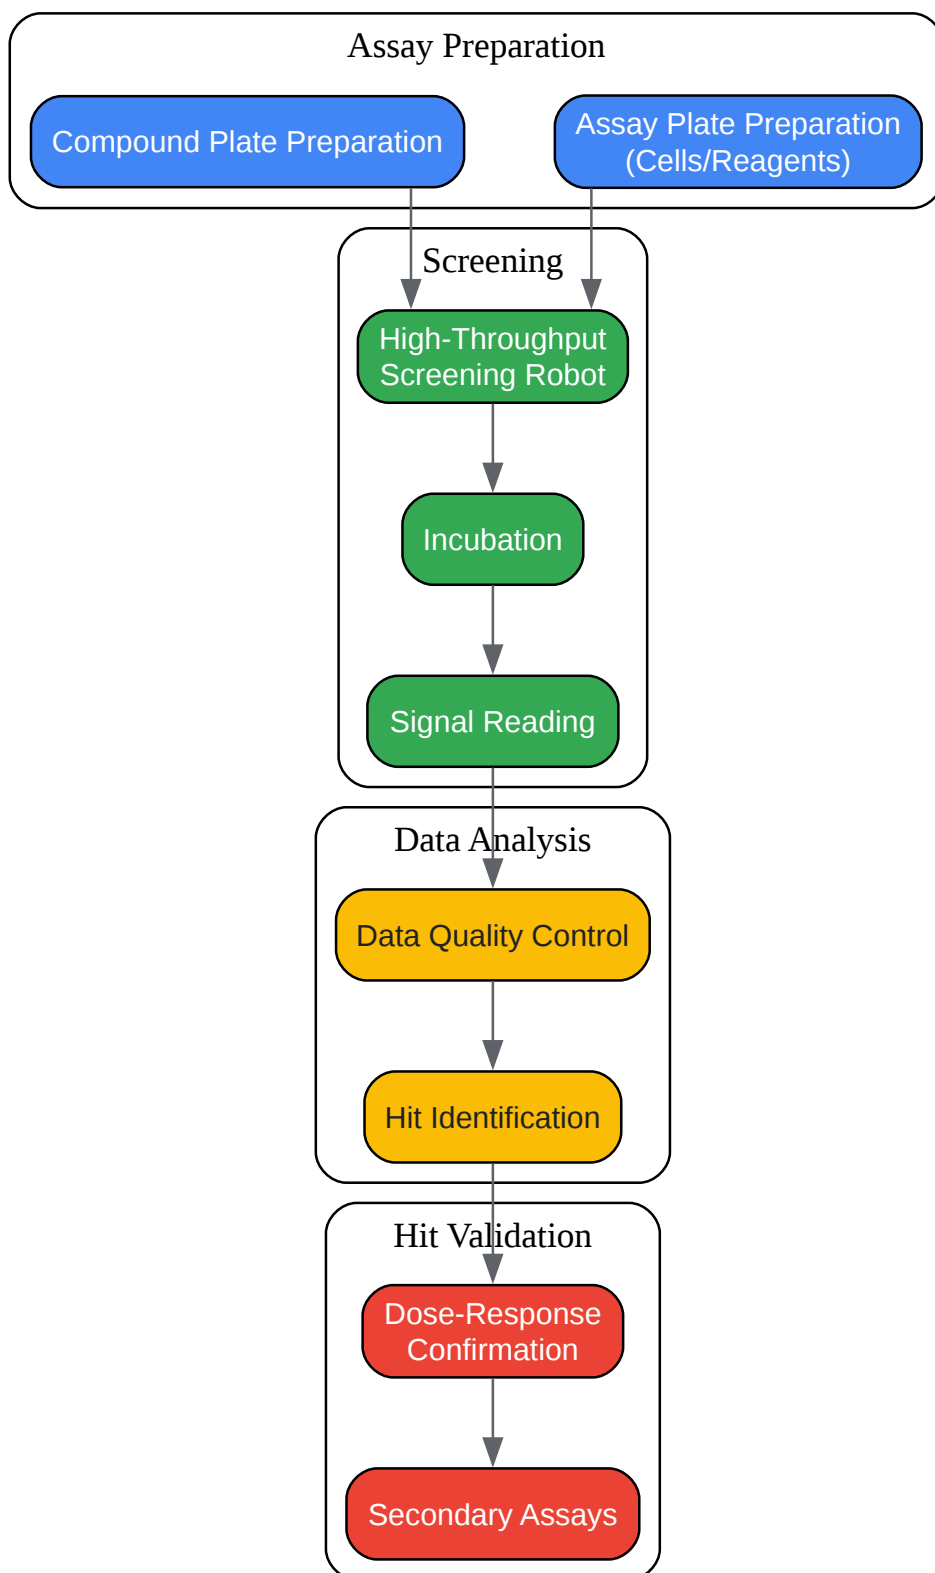 Assay Preparation
Compound Plate Preparation
Assay Plate Preparation
(Cells/Reagents)
Screening
High-Throughput
Screening Robot
Incubation
Signal Reading
Data Analysis
Data Quality Control
Hit Identification
Hit Validation
Dose-Response
Confirmation
Secondary Assays